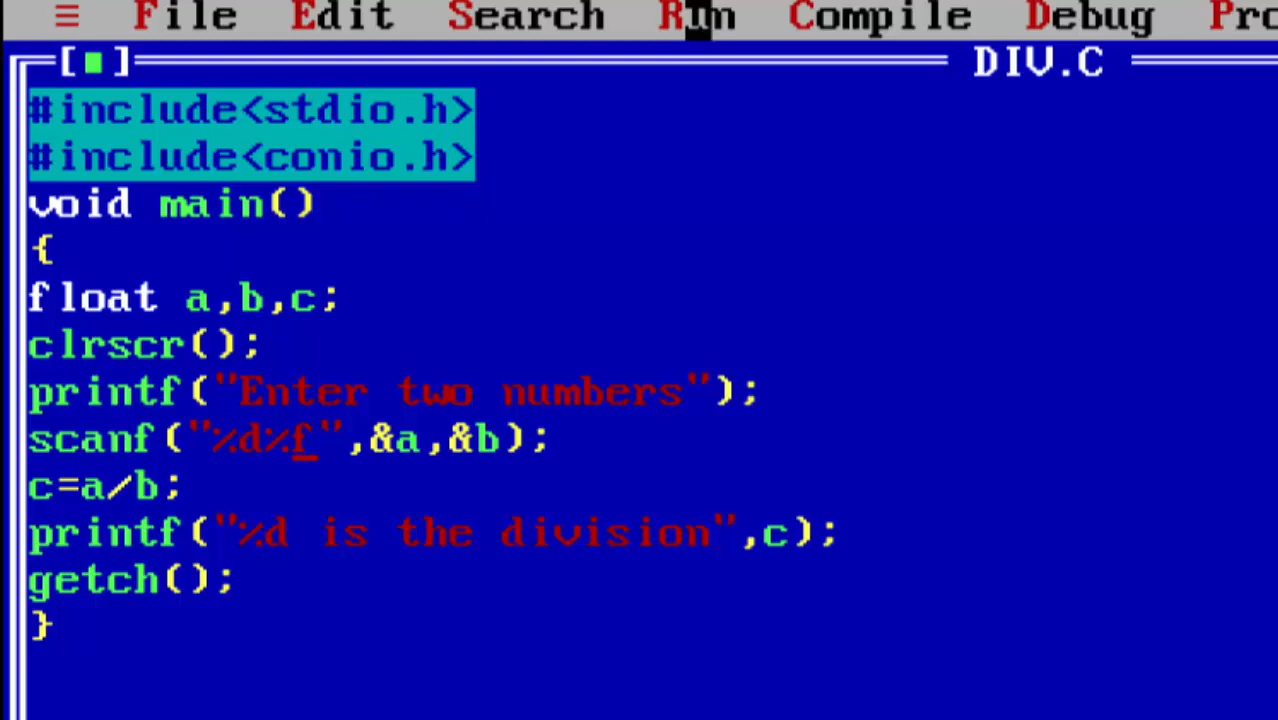 ≡ File Edit Search Run Compile Debug Pro
[■] DIV.C
#include<stdio.h>
#include<conio.h>
void main()
{
float a,b,c;
clrscr();
printf("Enter two numbers");
scanf("%d%f",&a,&b);
c=a/b;
printf("%d is the division",c);
getch();
}